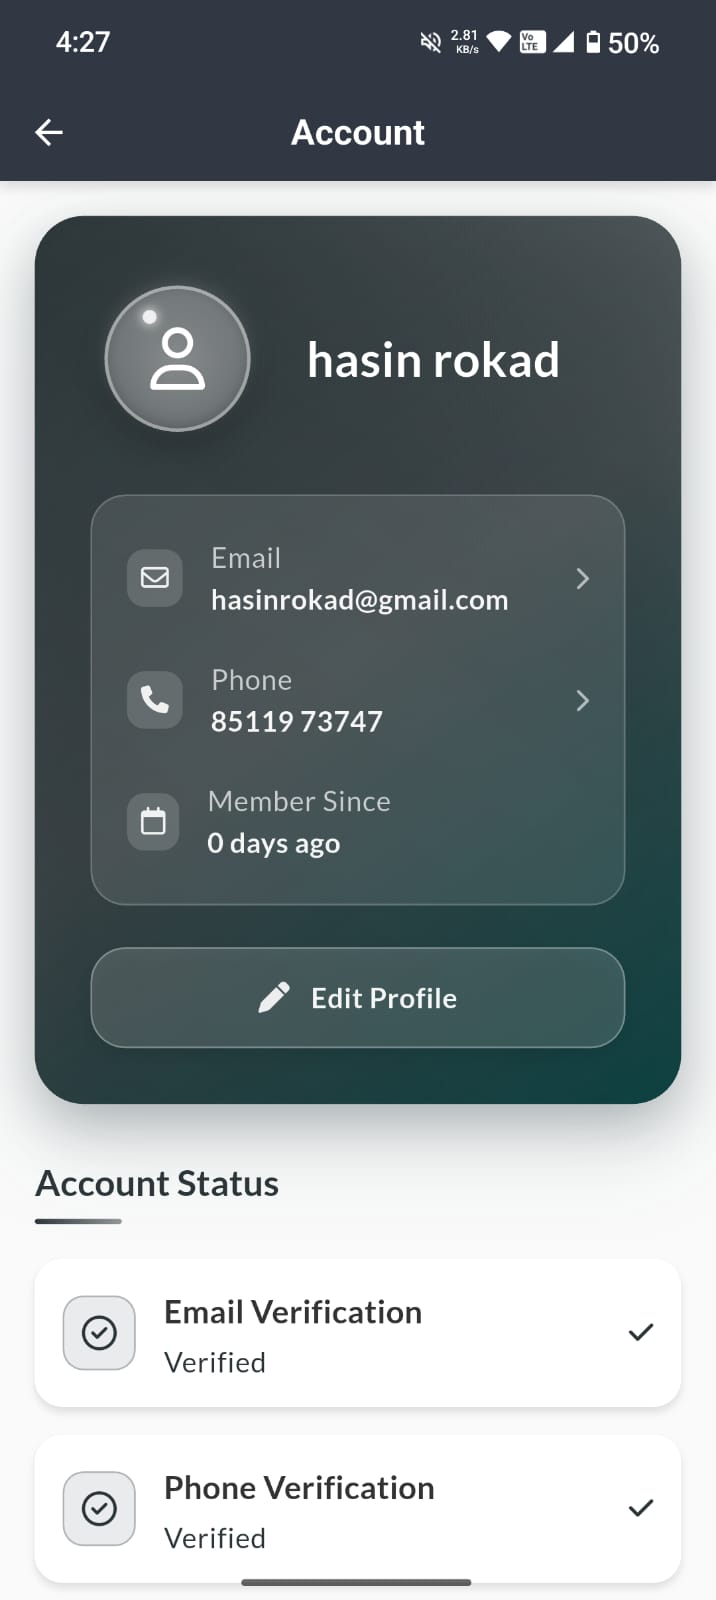 4:27
2.81 KB/s Vo LTE 50%
Account
hasin rokad
Email
hasinrokad@gmail.com
Phone
85119 73747
Member Since
0 days ago
Edit Profile
Account Status
Email Verification
Verified
Phone Verification
Verified